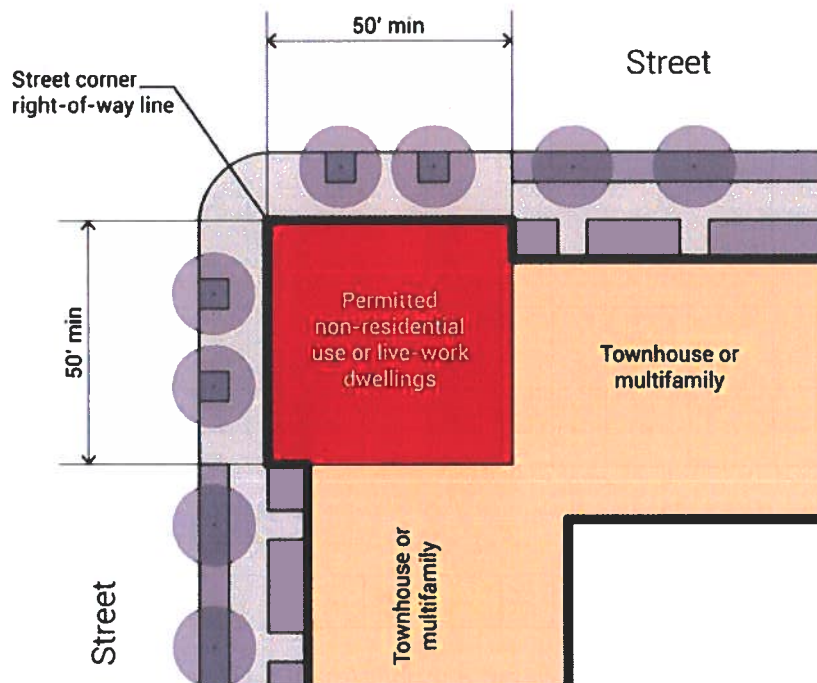 50' min
Street
Street corner
right-of-way line
50' min
Permitted
non-residential
use or live-work
dwellings
Townhouse or
multifamily
Townhouse or
multifamily
Street